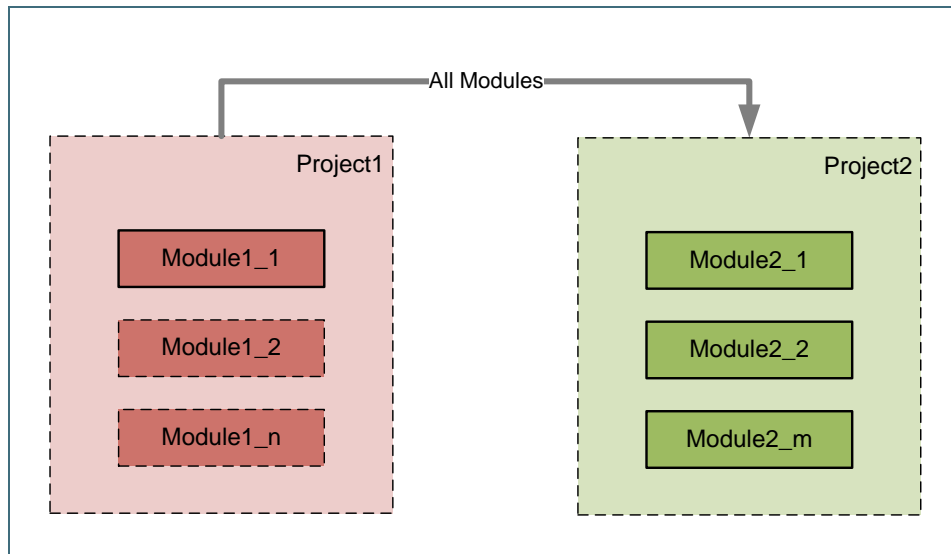 All Modules
Project1
Module1_1
Module1_2
Module1_n
Project2
Module2_1
Module2_2
Module2_m